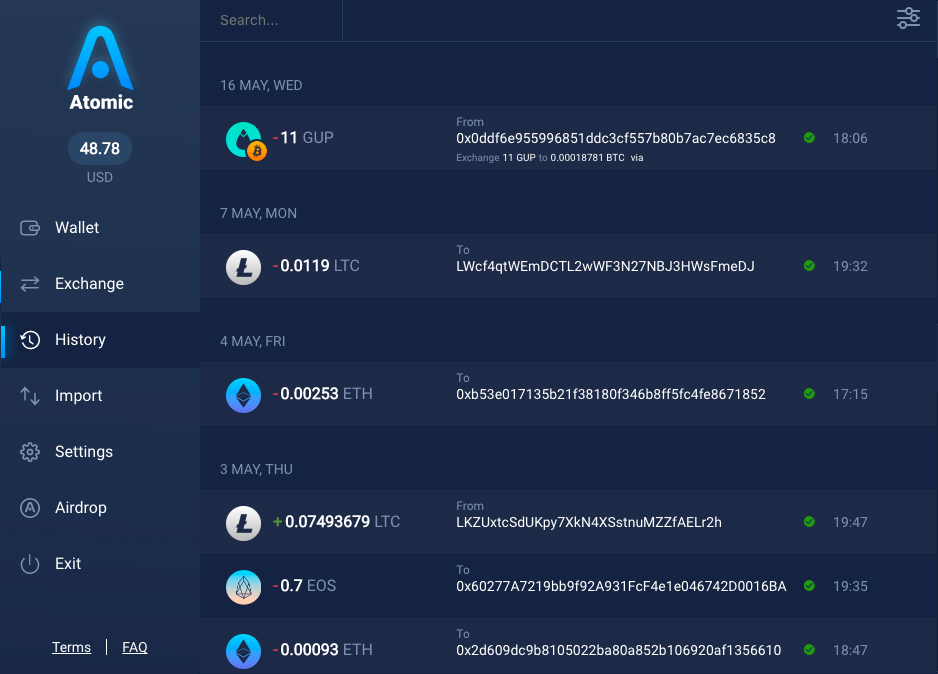 Search...
Atomic
48.78
USD
Wallet
Exchange
History
Import
Settings
Airdrop
Exit
Terms | FAQ
16 MAY, WED
-11 GUP
From
0x0ddf6e955996851ddc3cf557b80b7ac7ec6835c8
Exchange 11 GUP to 0.00018781 BTC via
18:06
7 MAY, MON
-0.0119 LTC
To
LWcf4qtWEmDCTL2wWF3N27NBJ3HWsFmeDJ
19:32
4 MAY, FRI
-0.00253 ETH
To
0xb53e017135b21f38180f346b8ff5fc4fe8671852
17:15
3 MAY, THU
+0.07493679 LTC
From
LKZUxtcSdUKpy7XkN4XSstnuMZZfAELr2h
19:47
-0.7 EOS
To
0x60277A7219bb9f92A931FcF4e1e046742D0016BA
19:35
-0.00093 ETH
To
0x2d609dc9b8105022ba80a852b106920af1356610
18:47